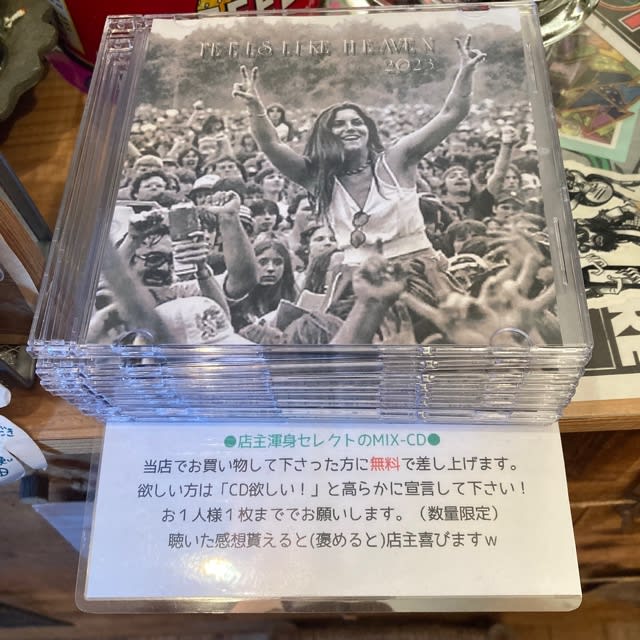 FEELS LIKE HEAVEN
2023
●店主渾身セレクトのMIX-CD●
当店でお買い物して下さった方に無料で差し上げます。
欲しい方は「CD欲しい！」と高らかに宣言して下さい！
お１人様１枚まででお願いします。（数量限定）
聴いた感想貰えると(褒めると)店主喜びますｗ